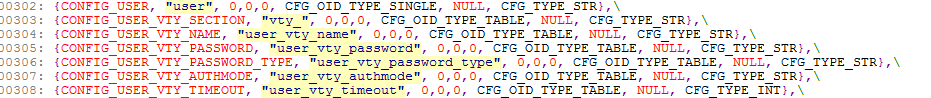 00302: {CONFIG_USER, "user", 0,0,0, CFG_OID_TYPE_SINGLE, NULL, CFG_TYPE_STR},\
00303: {CONFIG_USER_VTY_SECTION, "vty_", 0,0,0, CFG_OID_TYPE_TABLE, NULL, CFG_TYPE_STR},\
00304: {CONFIG_USER_VTY_NAME, "user_vty_name", 0,0,0, CFG_OID_TYPE_TABLE, NULL, CFG_TYPE_STR},\
00305: {CONFIG_USER_VTY_PASSWORD, "user_vty_password", 0,0,0, CFG_OID_TYPE_TABLE, NULL, CFG_TYPE_STR},\
00306: {CONFIG_USER_VTY_PASSWORD_TYPE, "user_vty_password_type", 0,0,0, CFG_OID_TYPE_TABLE, NULL, CFG_TYPE_STR},\
00307: {CONFIG_USER_VTY_AUTHMODE, "user_vty_authmode", 0,0,0, CFG_OID_TYPE_TABLE, NULL, CFG_TYPE_STR},\
00308: {CONFIG_USER_VTY_TIMEOUT, "user_vty_timeout", 0,0,0, CFG_OID_TYPE_TABLE, NULL, CFG_TYPE_INT},\